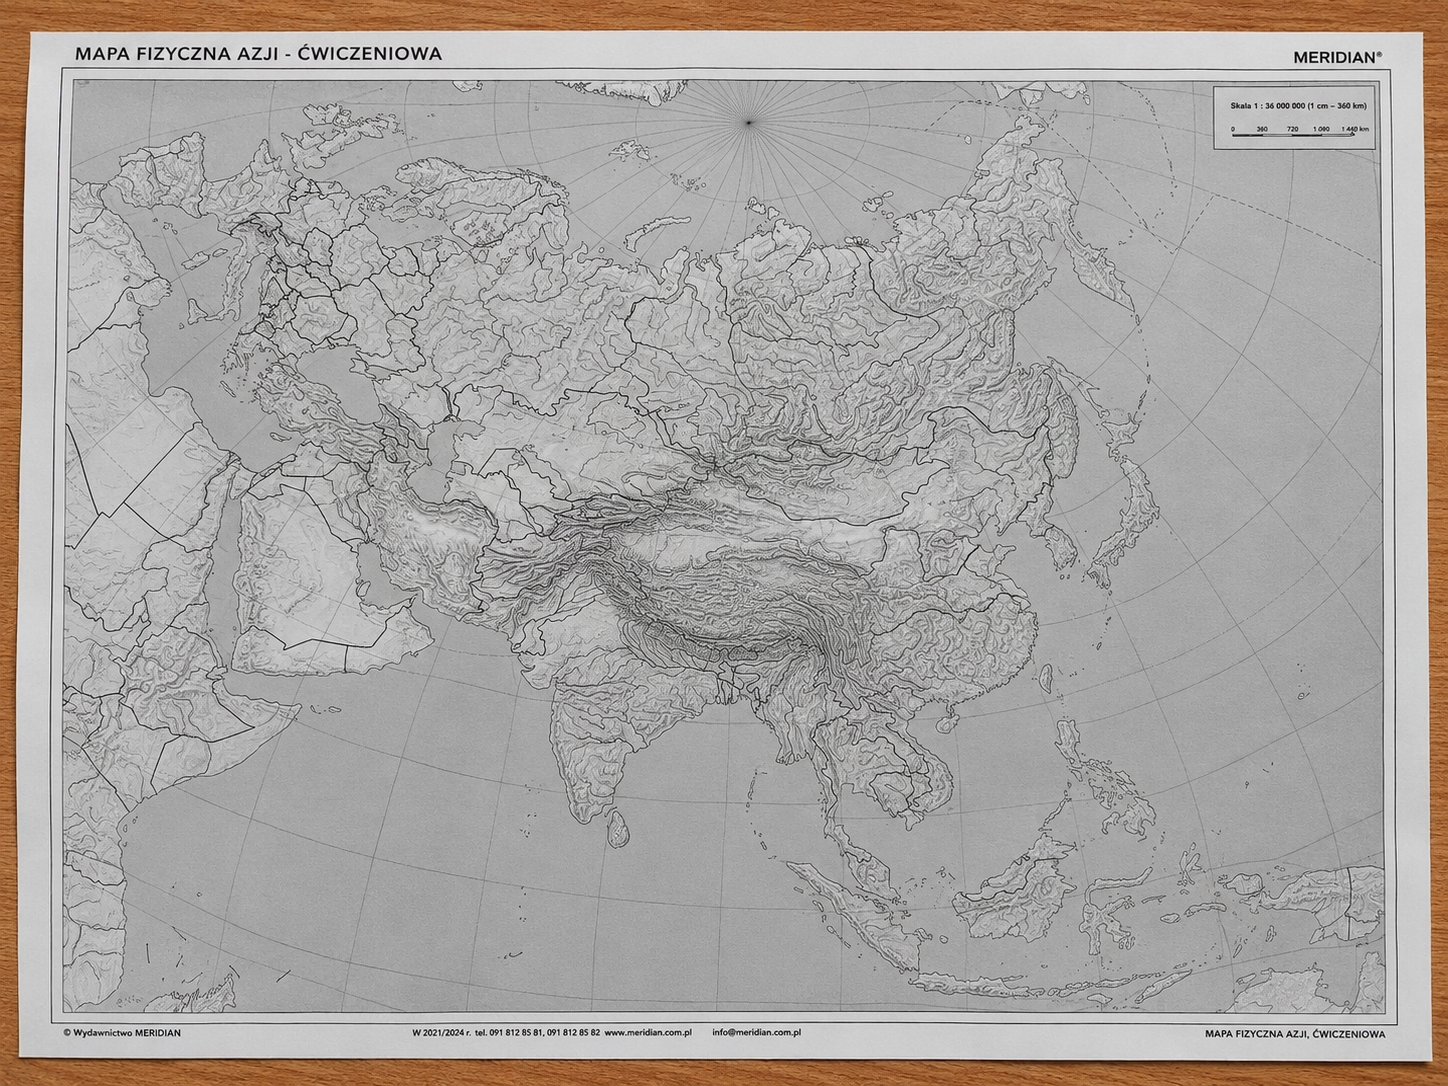 MAPA FIZYCZNA AZJI - ĆWICZENIOWA
MERIDIAN®
Skala 1 : 36 000 000 (1 cm – 360 km)
0 360 720 1 080 1 440 km
© Wydawnictwo MERIDIAN
W 2021/2024 r. tel. 091 812 85 81, 091 812 85 82 www.meridian.com.pl info@meridian.com.pl
MAPA FIZYCZNA AZJI, ĆWICZENIOWA